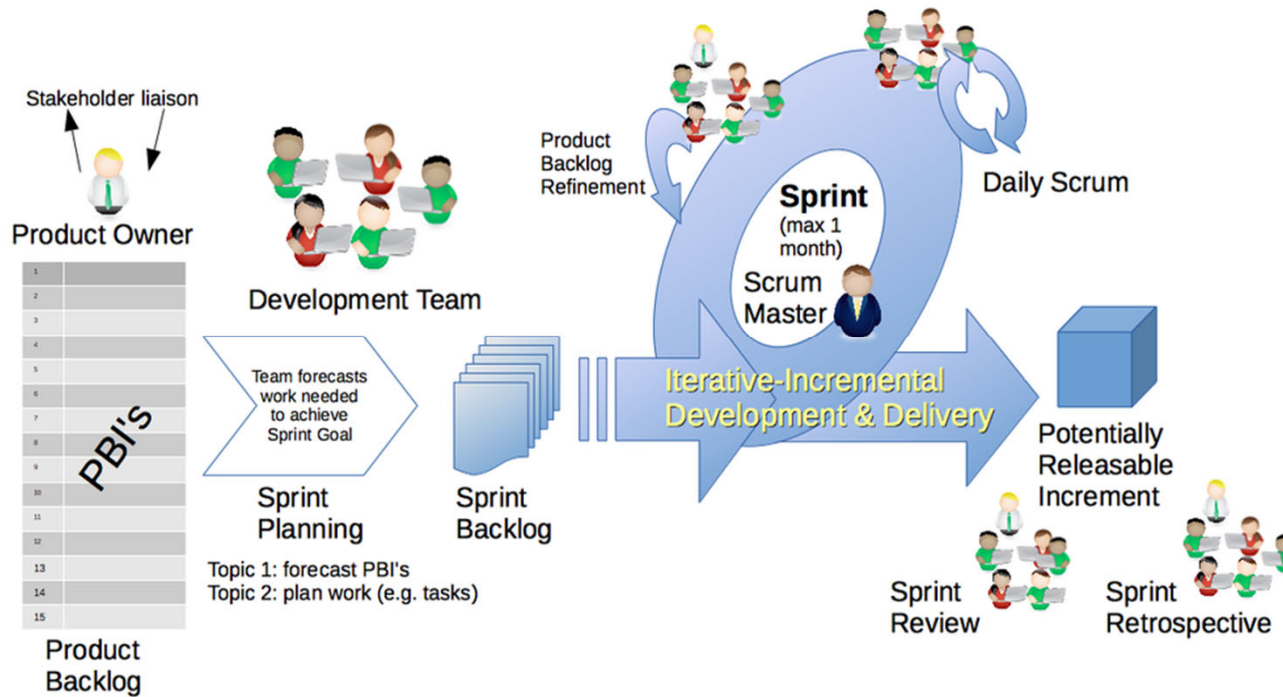 Stakeholder liaison
Product Owner
1
2
3
4
5
6
7
8
9
10
11
12
13
14
15
PBI's
Product
Backlog
Development Team
Team forecasts
work needed
to achieve
Sprint Goal
Sprint
Planning
Topic 1: forecast PBI's
Topic 2: plan work (e.g. tasks)
Sprint
Backlog
Product
Backlog
Refinement
Sprint
(max 1
month)
Scrum
Master
Daily Scrum
Iterative-Incremental
Development & Delivery
Potentially
Releasable
Increment
Sprint
Review
Sprint
Retrospective